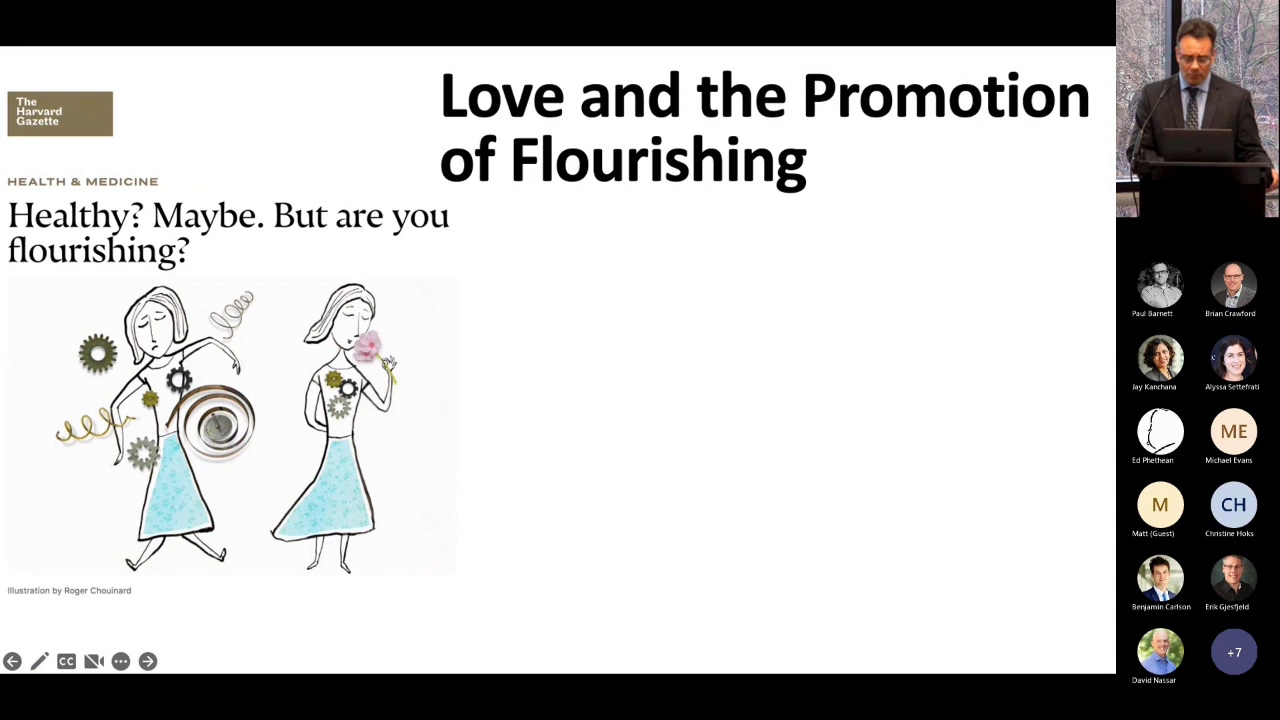 Love and the Promotion
of Flourishing
The
Harvard
Gazette
HEALTH & MEDICINE
Healthy? Maybe. But are you
flourishing?
Illustration by Roger Chouinard
CC
Paul Barnett
Brian Crawford
Jay Kanchana
Alyssa Settefrati
Ed Phethean
ME
Michael Evans
M
Matt (Guest)
CH
Christine Hoks
Benjamin Carlson
Erik Gjesfjeld
David Nassar
+7